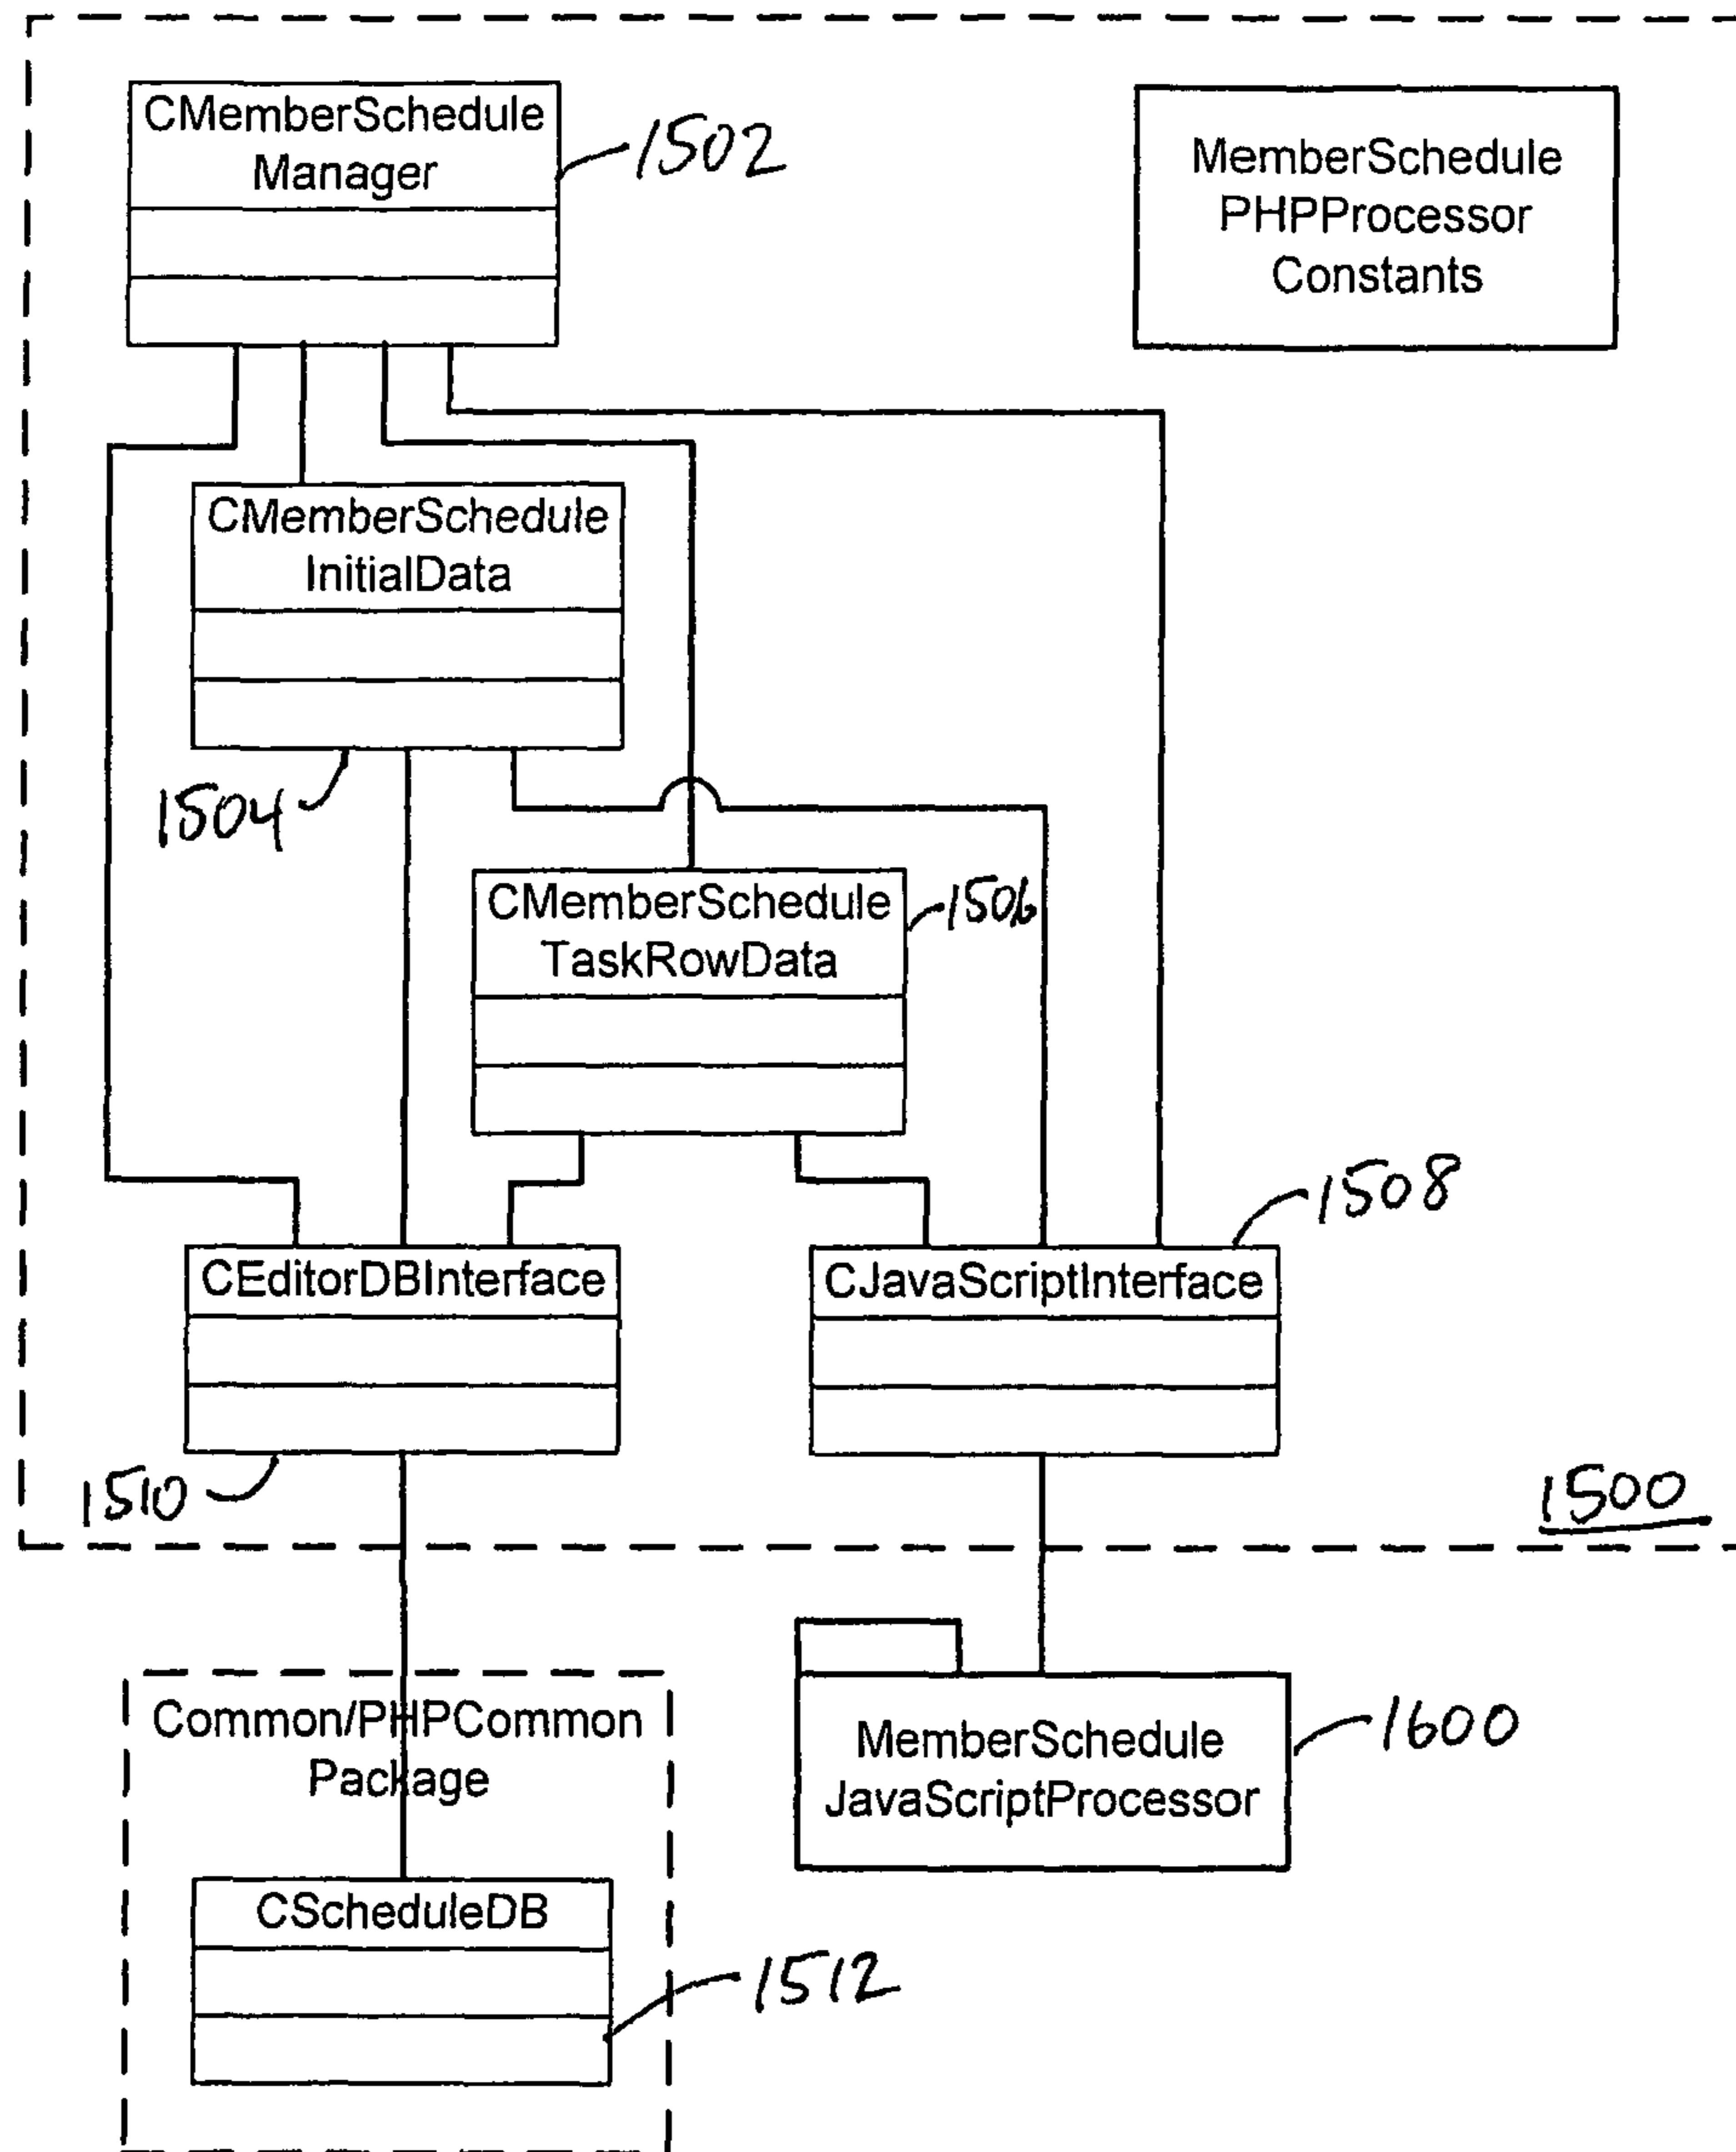 CMemberSchedule
Manager
1502
MemberSchedule
PHPProcessor
Constants
CMemberSchedule
InitialData
1504
CMemberSchedule
TaskRowData
1506
CEditorDBInterface
CJavaScriptInterface
1508
1510
1500
Common/PHPCommon
Package
MemberSchedule
JavaScriptProcessor
1600
CScheduleDB
1512